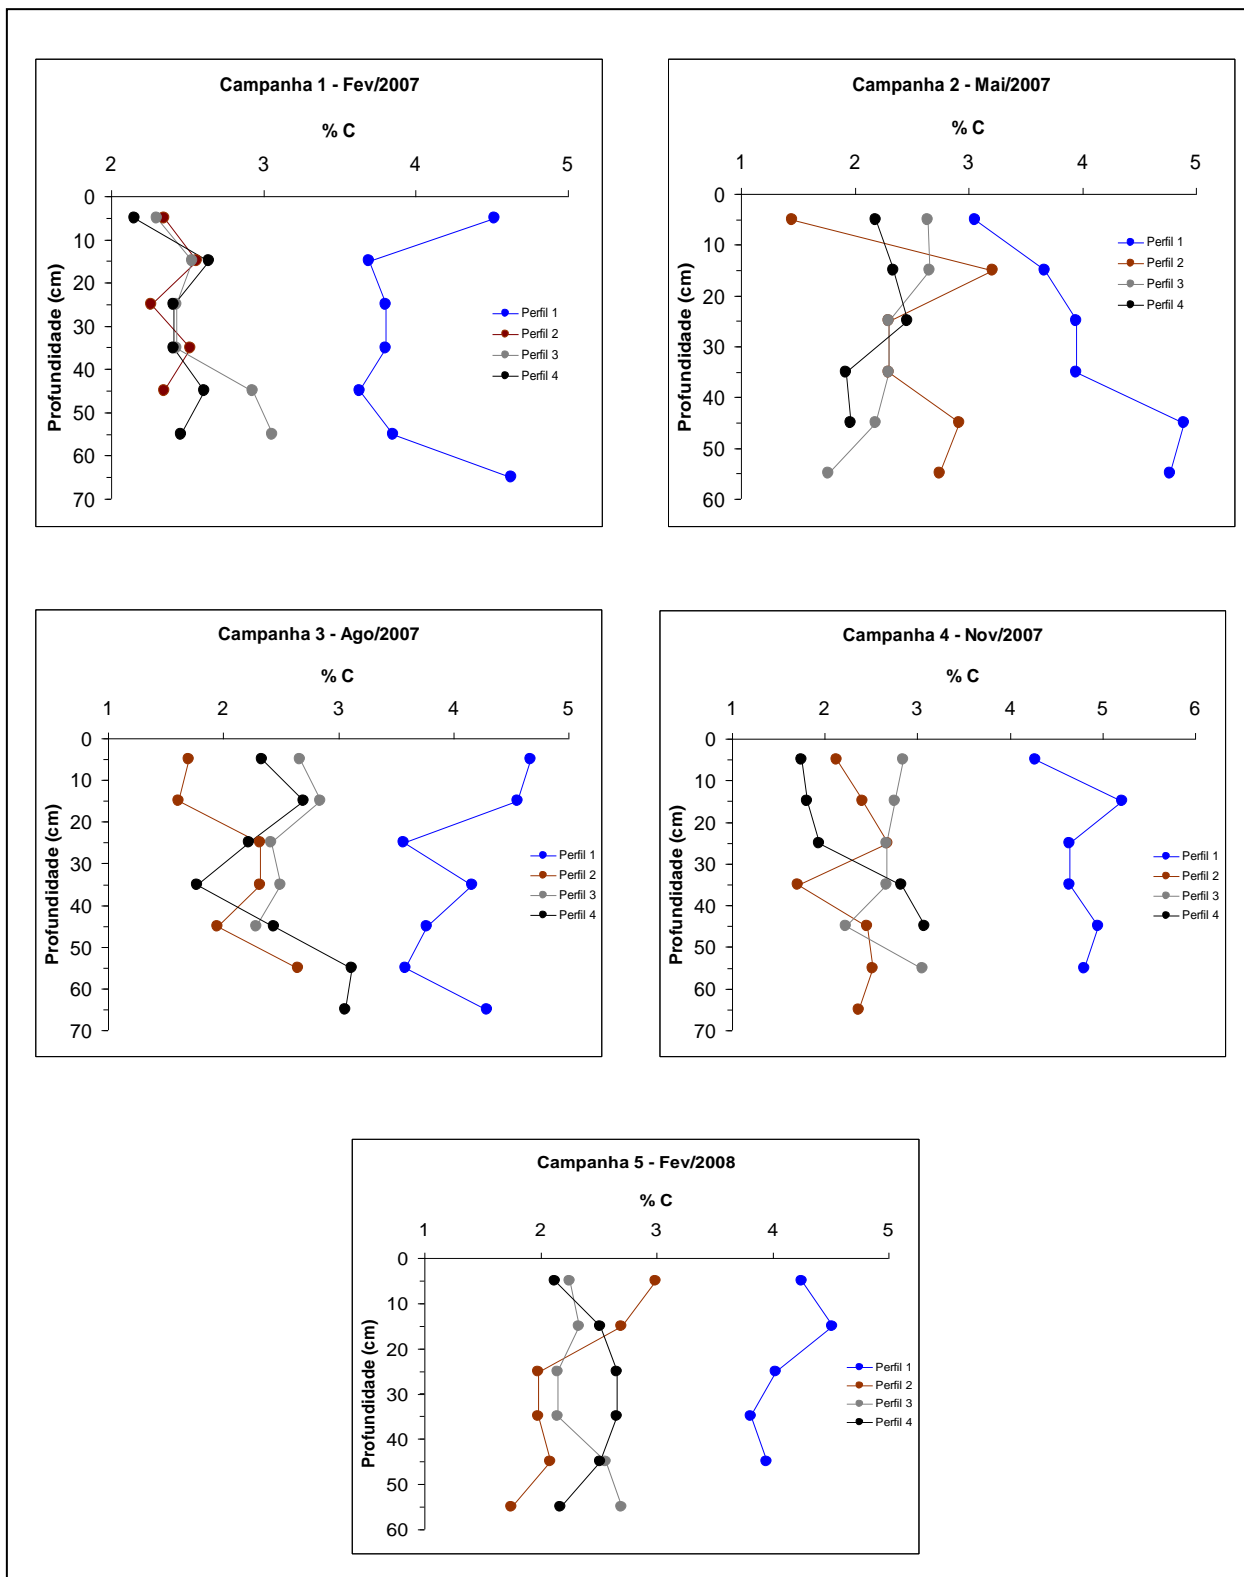 Campanha 1 - Fev/2007
% C
2 3 4 5
0
10
20
30
40
50
60
70
Profundidade (cm)
Perfil 1
Perfil 2
Perfil 3
Perfil 4
Campanha 2 - Mai/2007
% C
1 2 3 4 5
0
10
20
30
40
50
60
Profundidade (cm)
Perfil 1
Perfil 2
Perfil 3
Perfil 4
Campanha 3 - Ago/2007
% C
1 2 3 4 5
0
10
20
30
40
50
60
70
Profundidade (cm)
Perfil 1
Perfil 2
Perfil 3
Perfil 4
Campanha 4 - Nov/2007
% C
1 2 3 4 5 6
0
10
20
30
40
50
60
70
Profundidade (cm)
Perfil 1
Perfil 2
Perfil 3
Perfil 4
Campanha 5 - Fev/2008
% C
1 2 3 4 5
0
10
20
30
40
50
60
Profundidade (cm)
Perfil 1
Perfil 2
Perfil 3
Perfil 4